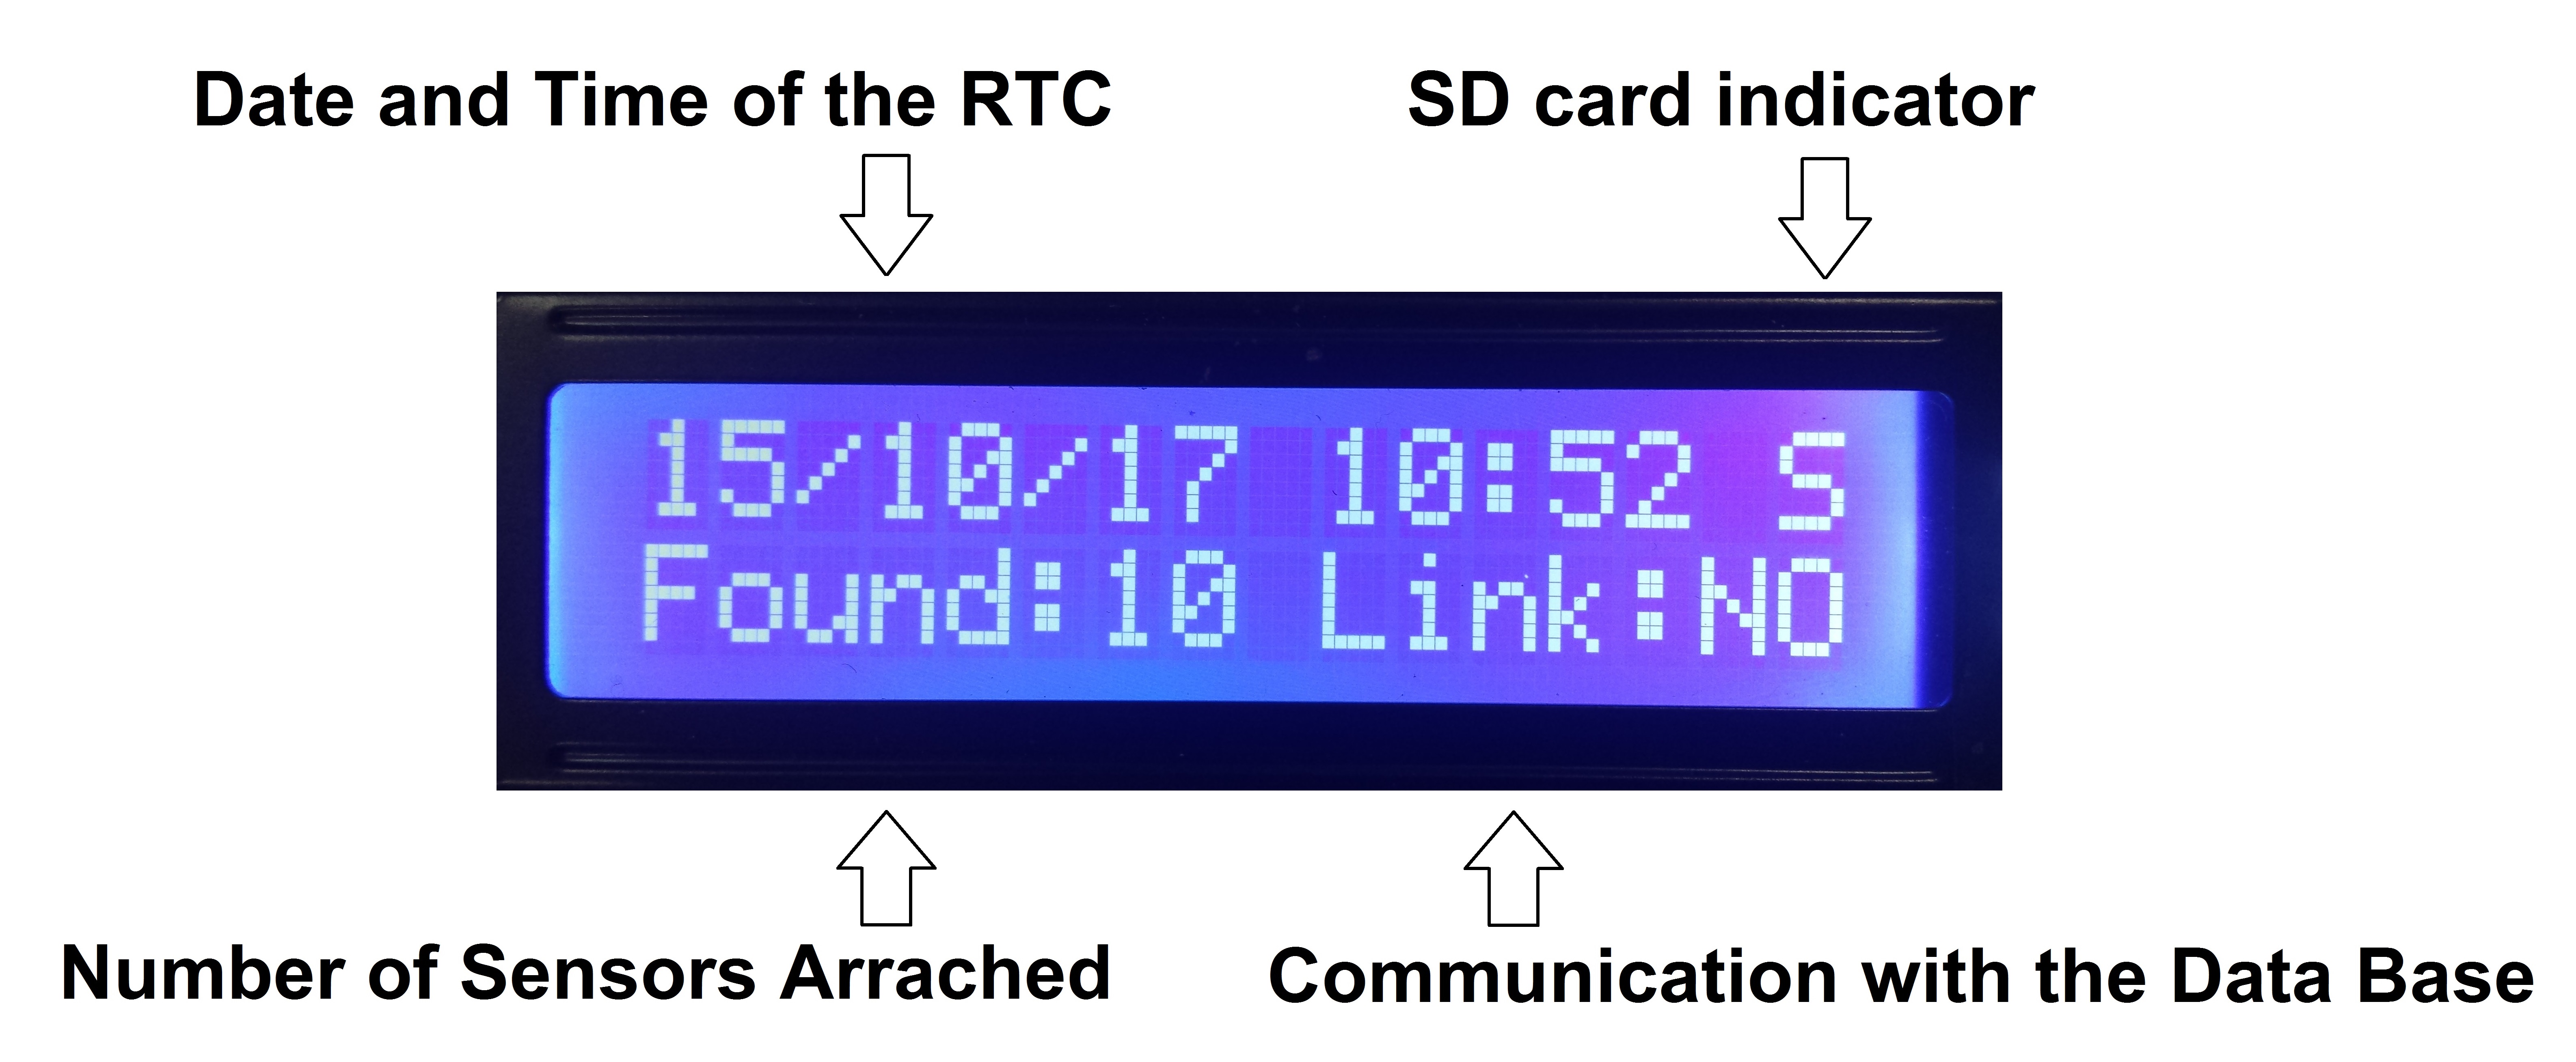 Date and Time of the RTC
SD card indicator
15/10/17 10:52 S
Found:10 Link:NO
Number of Sensors Arrached
Communication with the Data Base